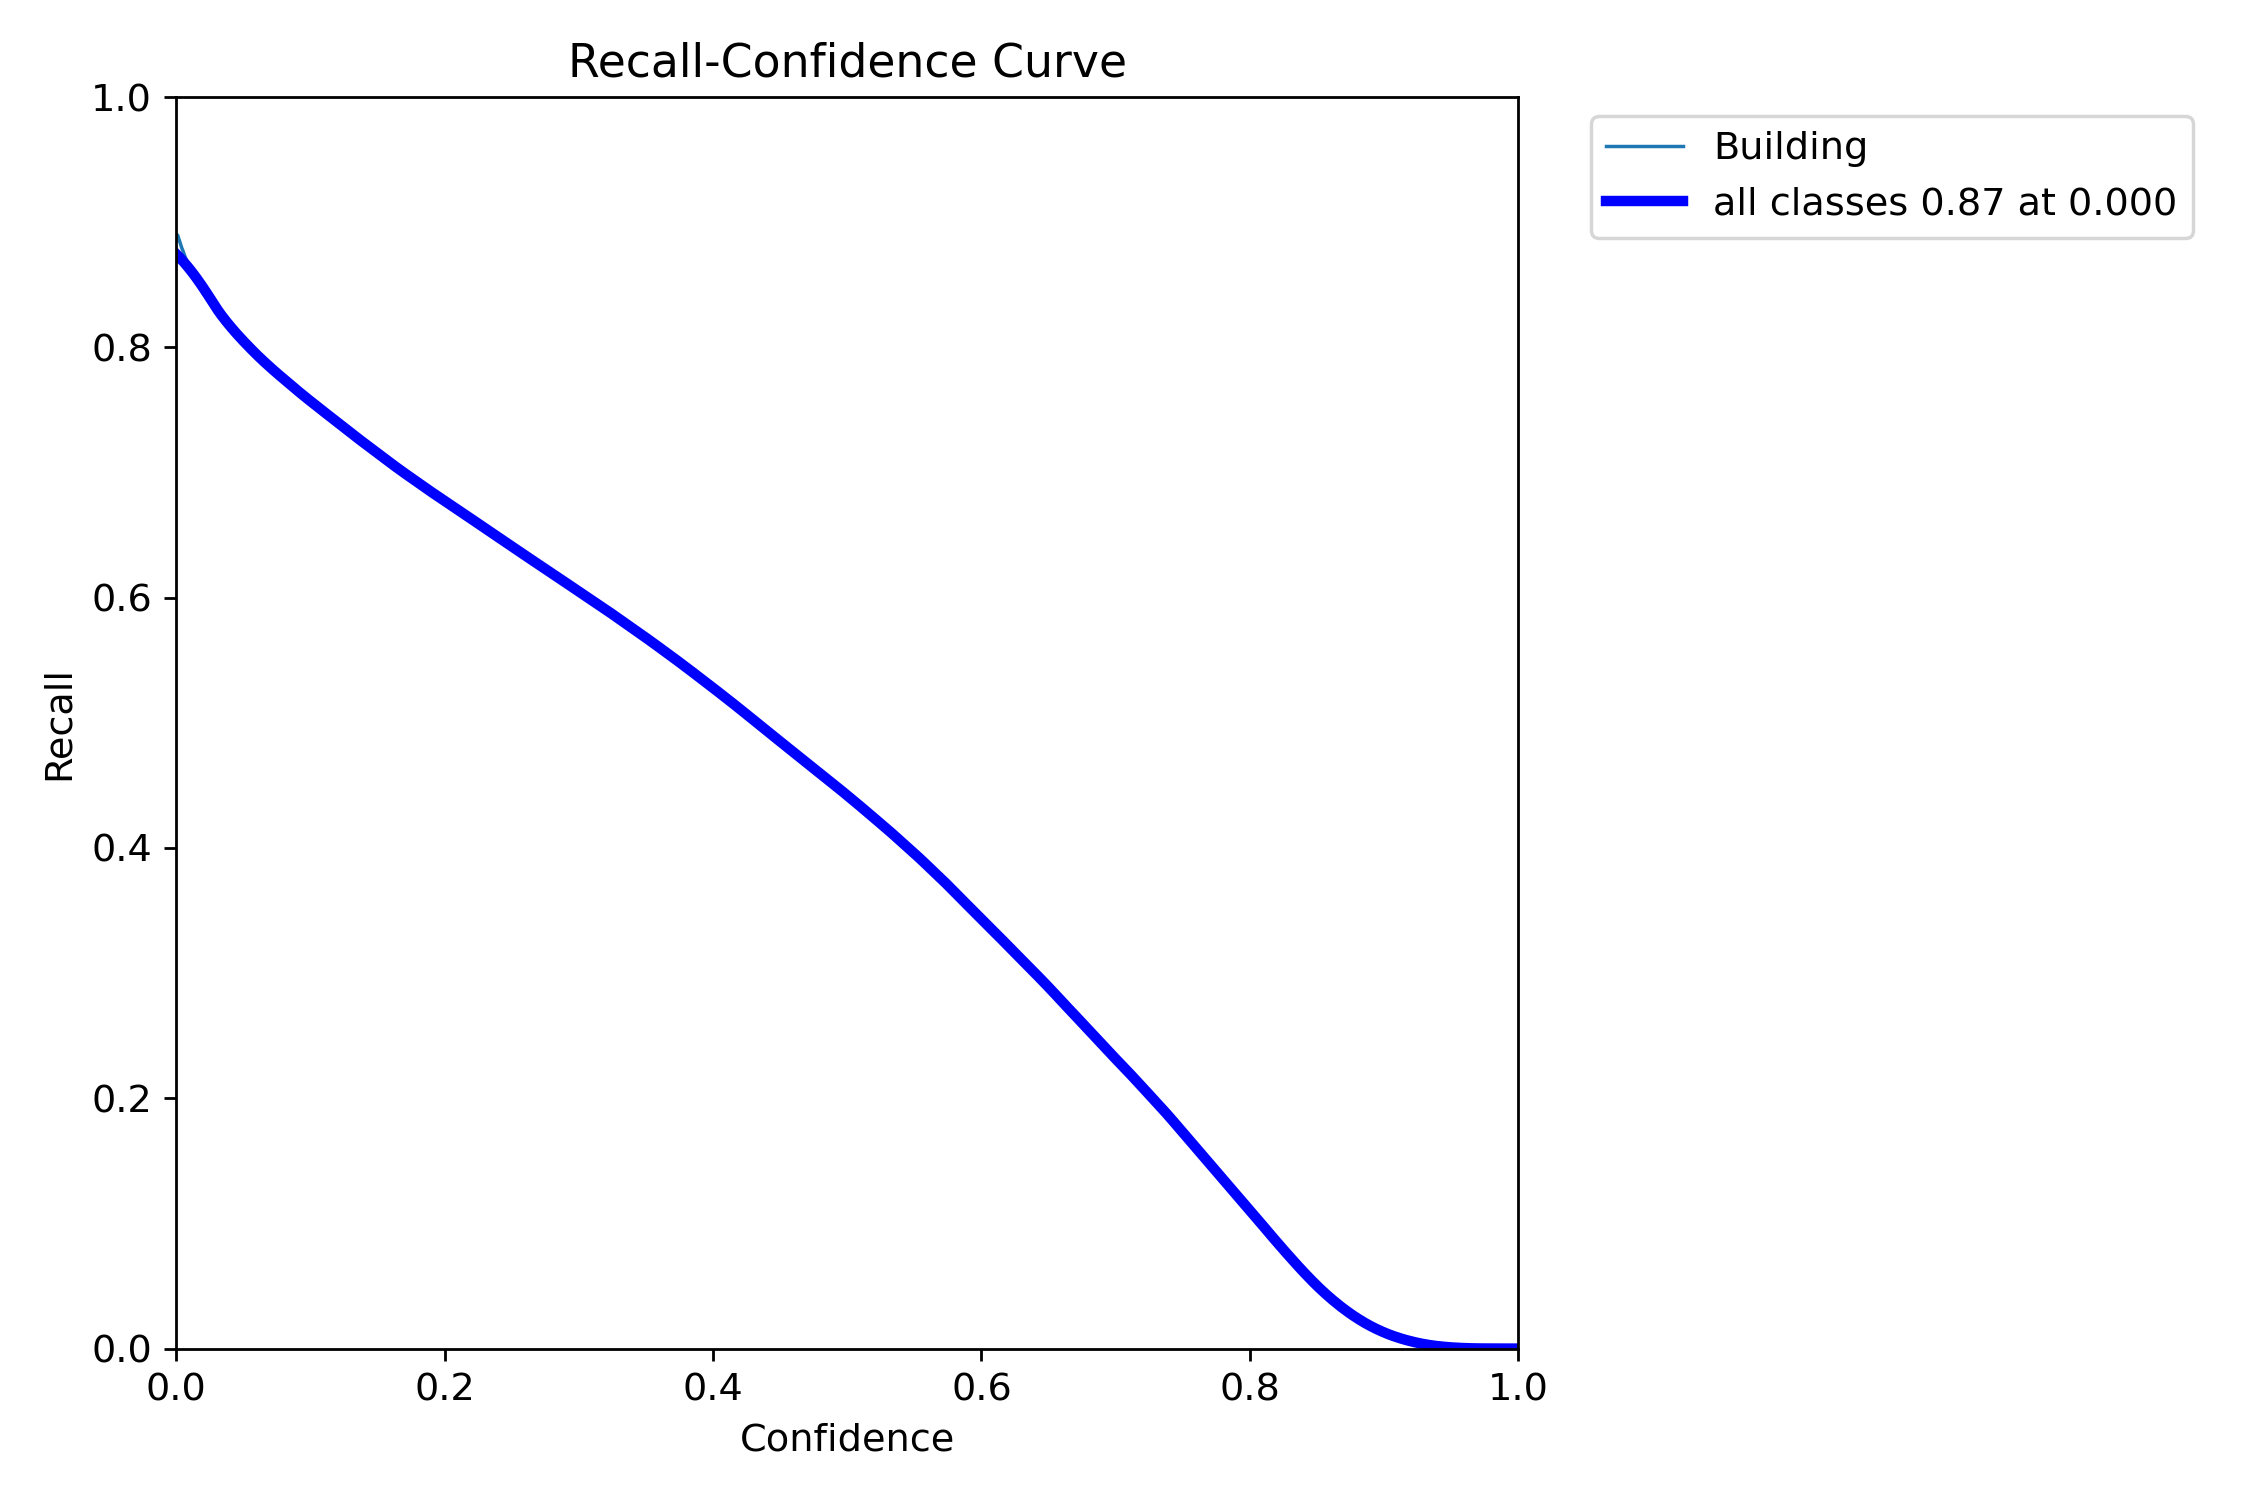 Recall-Confidence Curve
1.0
0.8
0.6
0.4
0.2
0.0
Recall
0.0 0.2 0.4 0.6 0.8 1.0
Confidence
Building
all classes 0.87 at 0.000